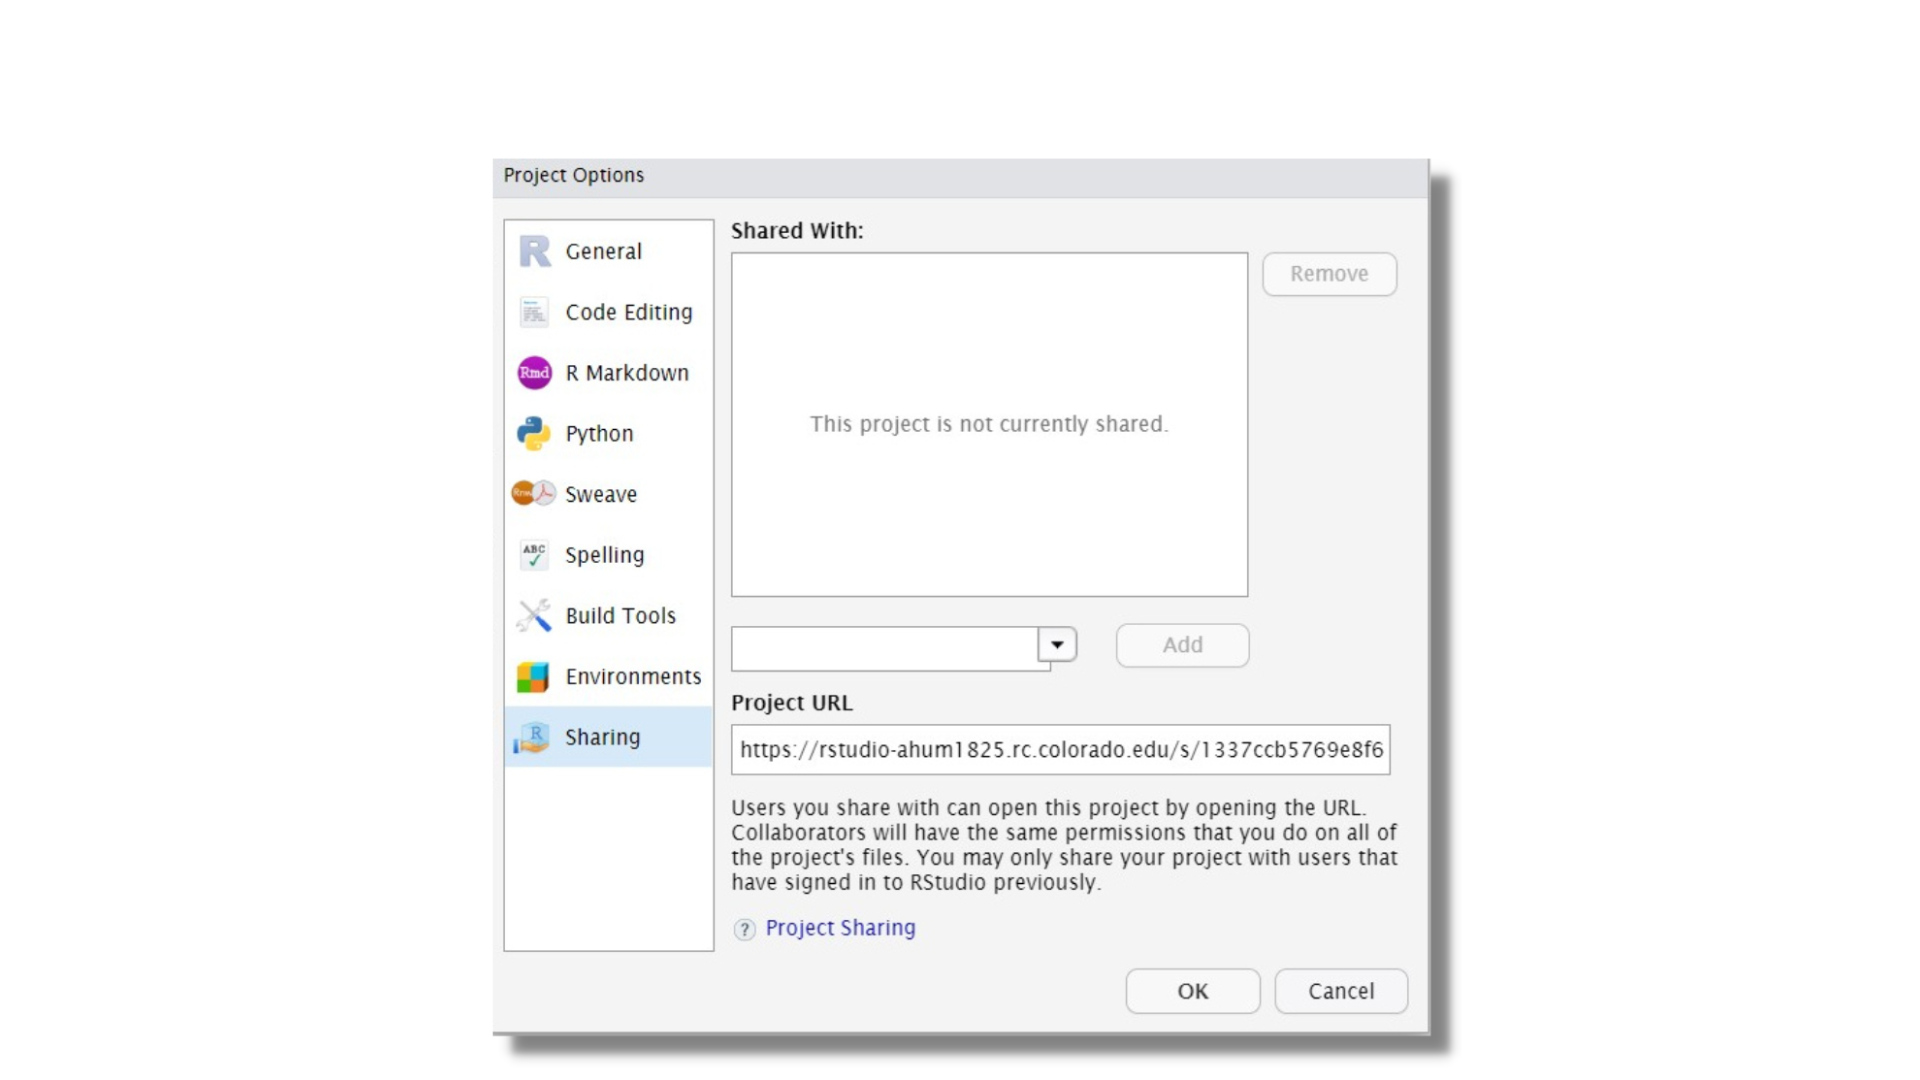 Project Options
General
Code Editing
Rmd
R Markdown
Python
Sweave
ABC
Spelling
Build Tools
Environments
R
Sharing
Shared With:
This project is not currently shared.
Remove
Add
Project URL
https://rstudio-ahum1825.rc.colorado.edu/s/1337ccb5769e8f6
Users you share with can open this project by opening the URL.
Collaborators will have the same permissions that you do on all of
the project's files. You may only share your project with users that
have signed in to RStudio previously.
? Project Sharing
OK
Cancel